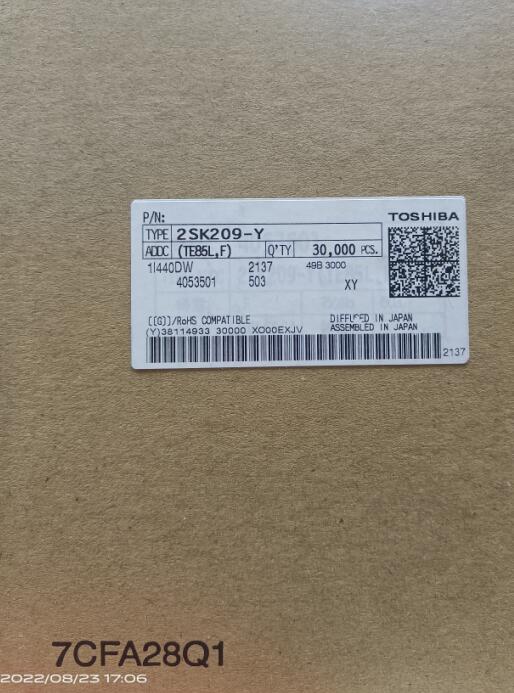 P/N:
TOSHIBA
TYPE 2SK209-Y
ADDC (TE85L,F) Q'TY 30,000 PCS.
1I440DW 2137 49B 3000
4053501 503 XY
[[G]]/RoHS COMPATIBLE DIFFUSED IN JAPAN
(Y)38114933 30000 XO00EXJV ASSEMBLED IN JAPAN
2137
7CFA28Q1
2022/08/23 17:06